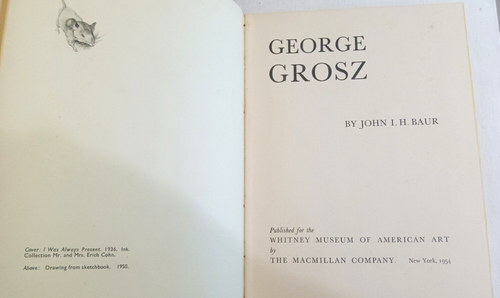 Cover: I Was Always Present, 1936. Ink.
Collection Mr. and Mrs. Erich Cohn.
Above: Drawing from sketchbook. 1950.
GEORGE
GROSZ
BY JOHN I. H. BAUR
Published for the
WHITNEY MUSEUM OF AMERICAN ART
by
THE MACMILLAN COMPANY. New York, 1954